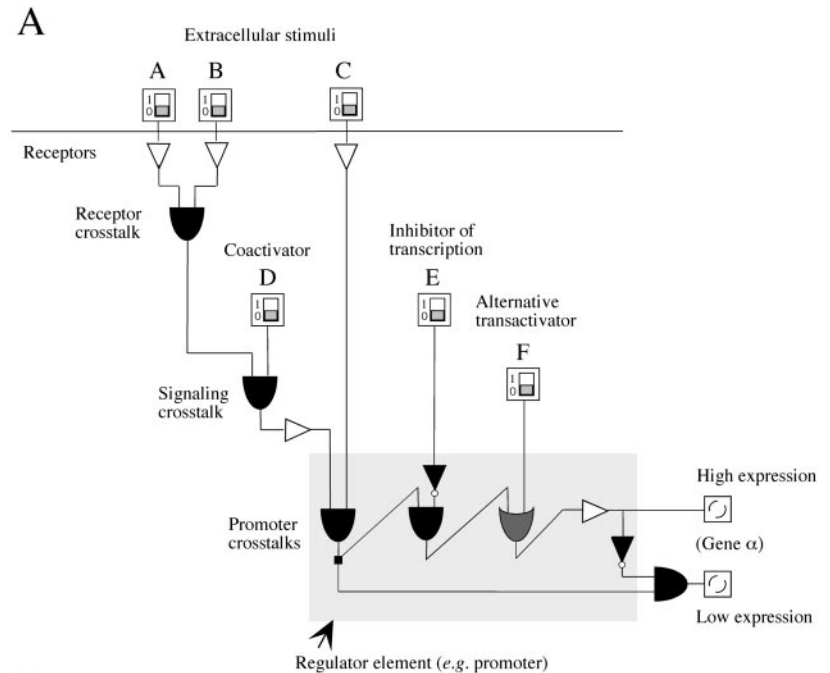 A
Extracellular stimuli
A B C
1 0 1 0 1 0
Receptors
Receptor
crosstalk
Coactivator
D
1 0
Inhibitor of
transcription
E
1 0
Alternative
transactivator
F
1 0
Signaling
crosstalk
Promoter
crosstalks
High expression
(Gene α)
Low expression
Regulator element (e.g. promoter)